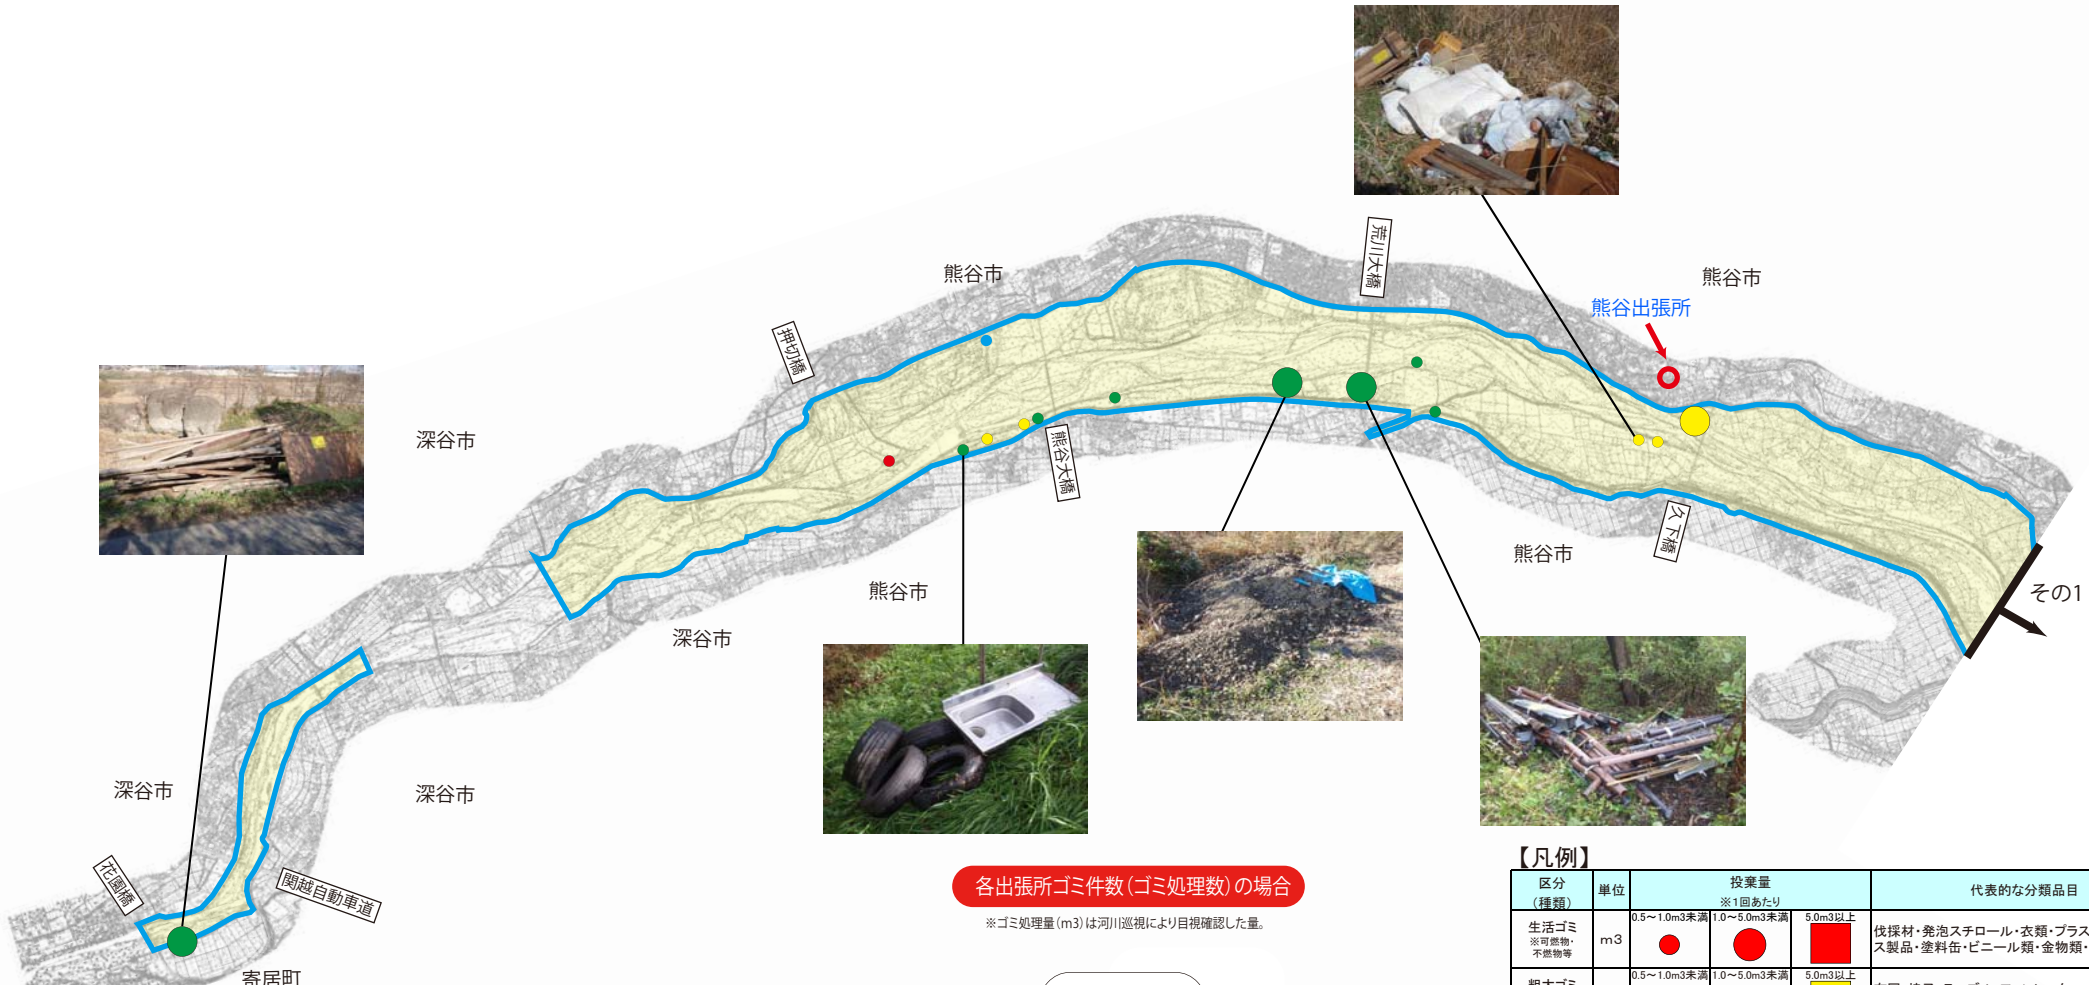 荒川大橋
熊谷市
熊谷市
熊谷出張所
押切橋
深谷市
熊谷大橋
久下橋
熊谷市
熊谷市
その1
深谷市
深谷市
深谷市
花園橋
関越自動車道
寄居町
各出張所ゴミ件数(ゴミ処理数)の場合
※ゴミ処理量(m3)は河川巡視により目視確認した量。
【凡例】
区分
(種類)
単位
投棄量
※1回あたり
代表的な分類品目
生活ゴミ
※可燃物・
不燃物等
m3
0.5～1.0m3未満
1.0～5.0m3未満
5.0m3以上
伐採材・発泡スチロール・衣類・プラス
ス製品・塗料缶・ビニール類・金物類・
粗大ゴミ
0.5～1.0m3未満
1.0～5.0m3未満
5.0m3以上